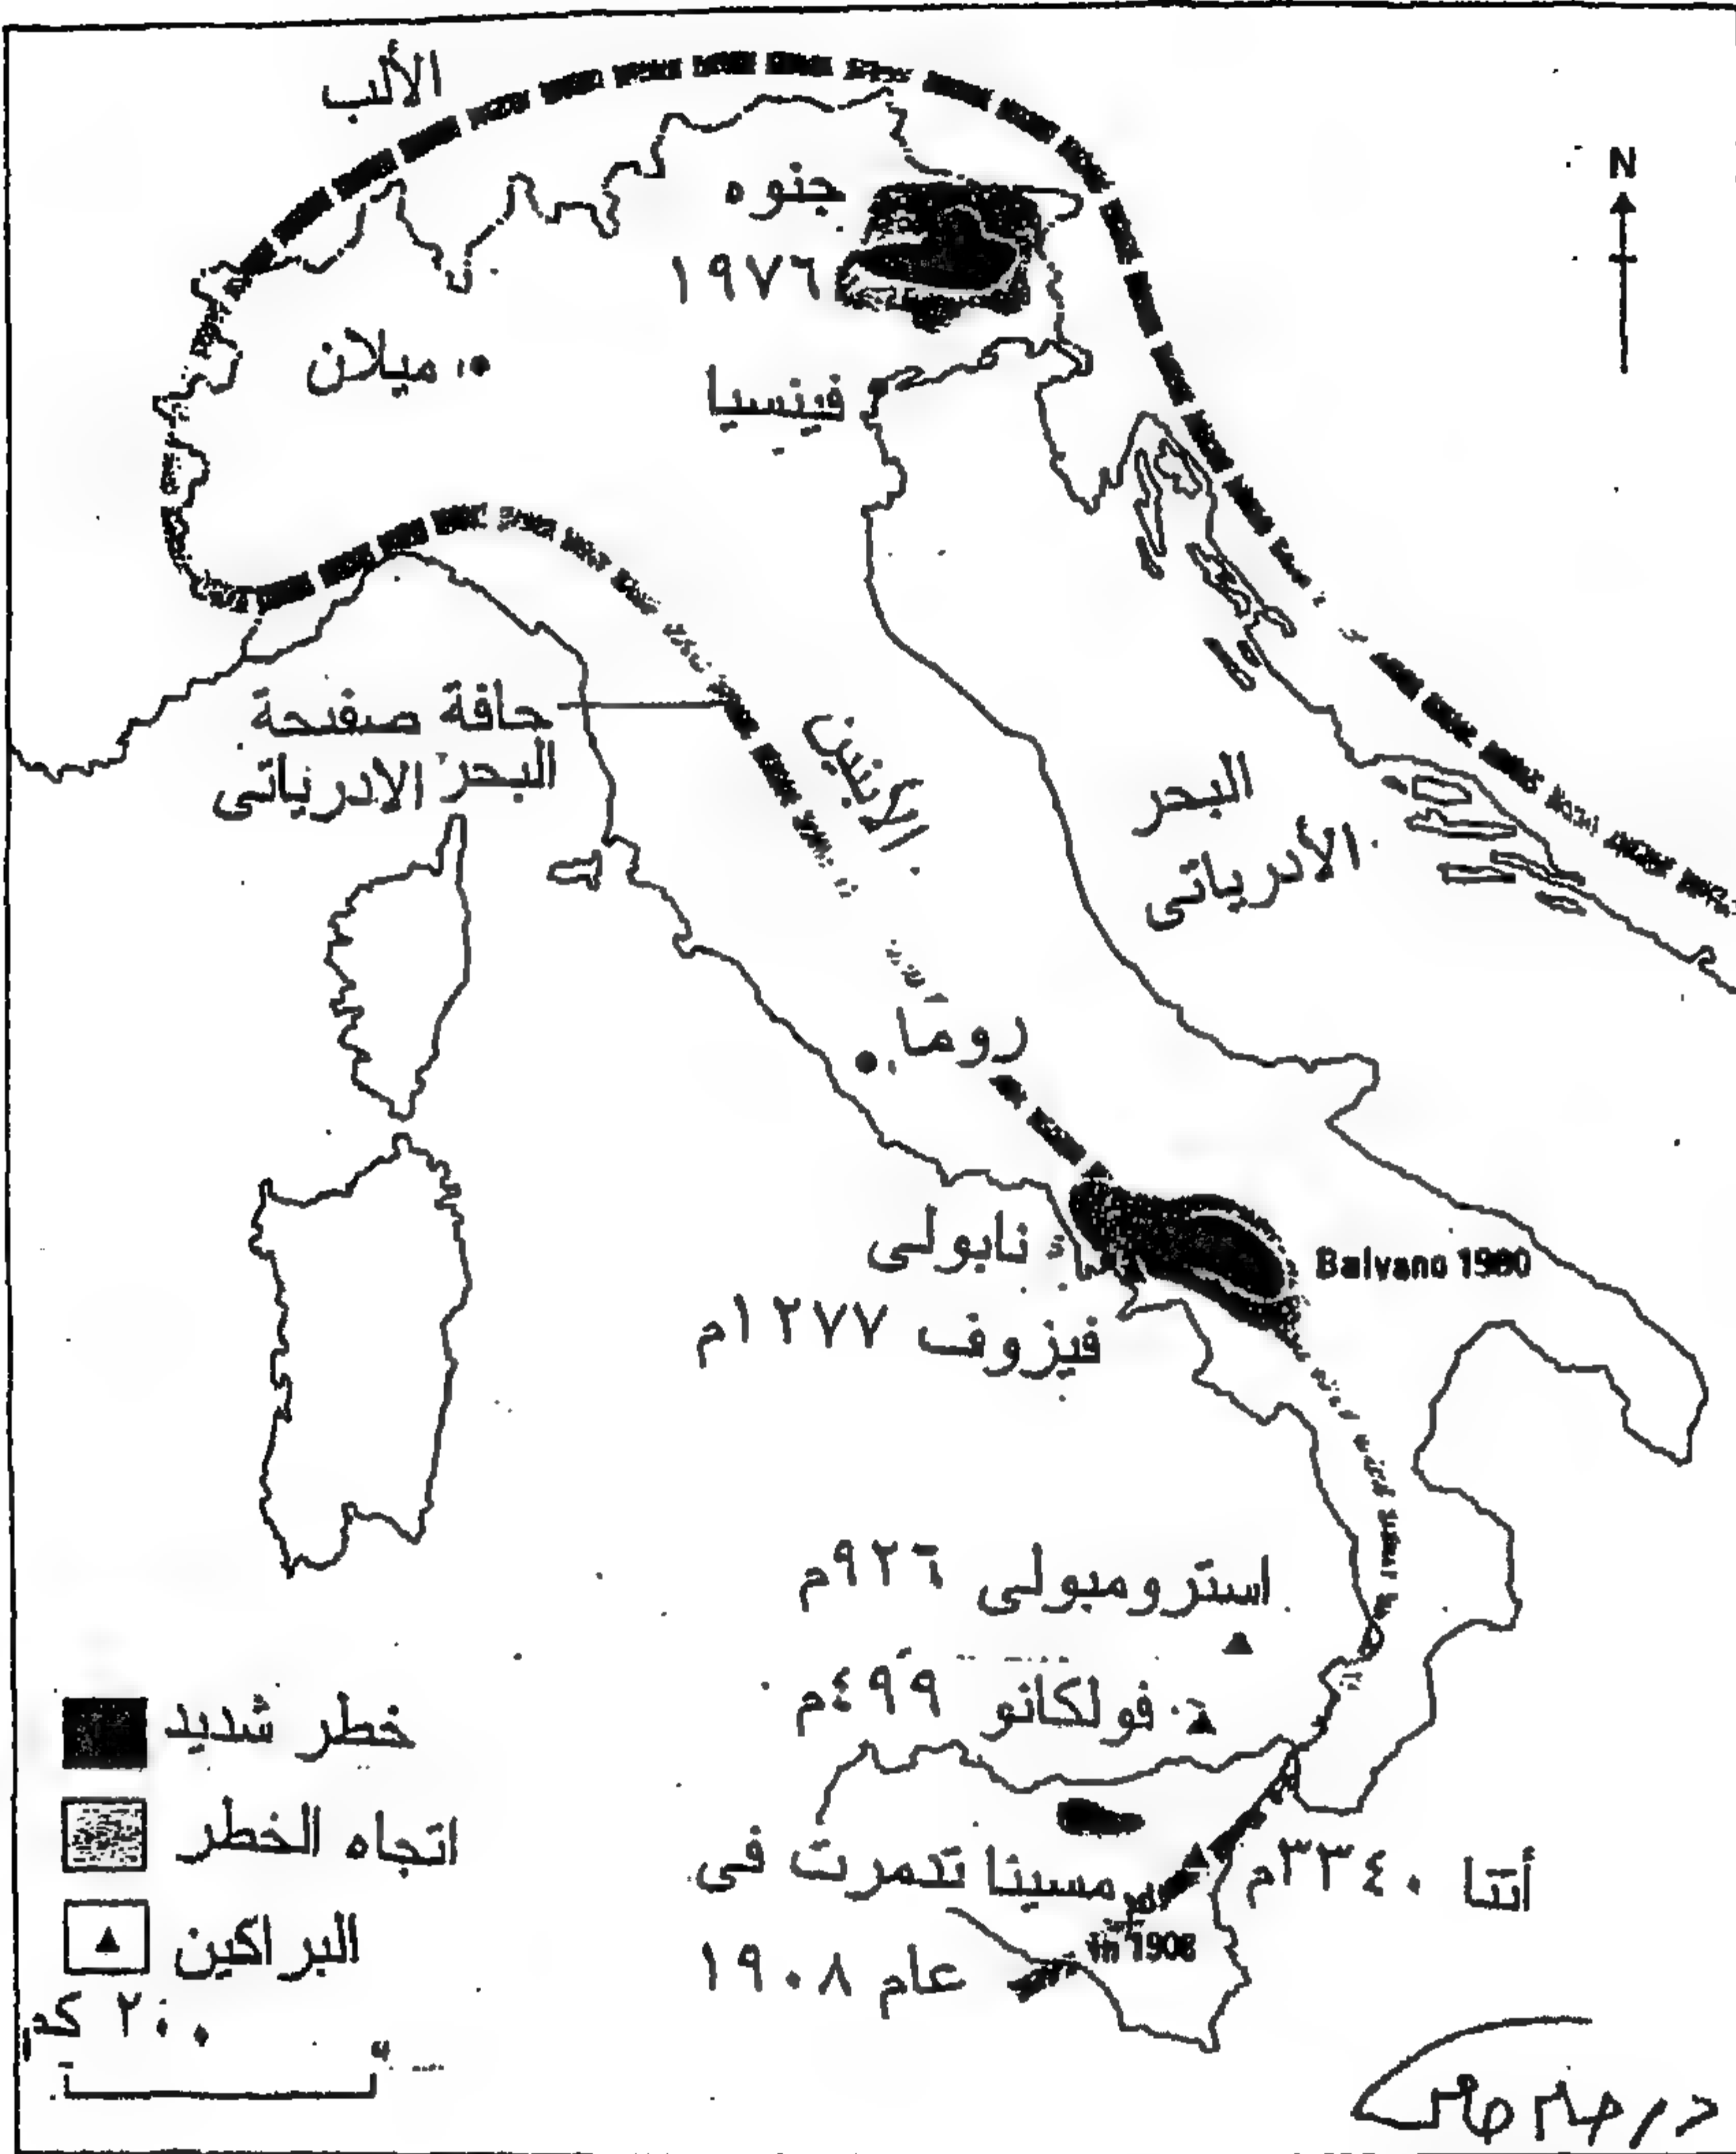 الألب
N
جنوه
١٩٧٦
ميلان
فينسيا
حافة صفيحة
البحر الادرياتى
الابنين
البحر
الأدرياتى
روما
نابولى
Balvano 1980
فيزوف ١٢٧٧م
استرومبولى ٩٢٦م
فولكانو ٤٩٩م
أتنا ٣٣٤٠م
مسينا تدمرت فى
in 1908
عام ١٩٠٨
خطر شديد
اتجاه الخطر
البراكين
٢٠٠ كم